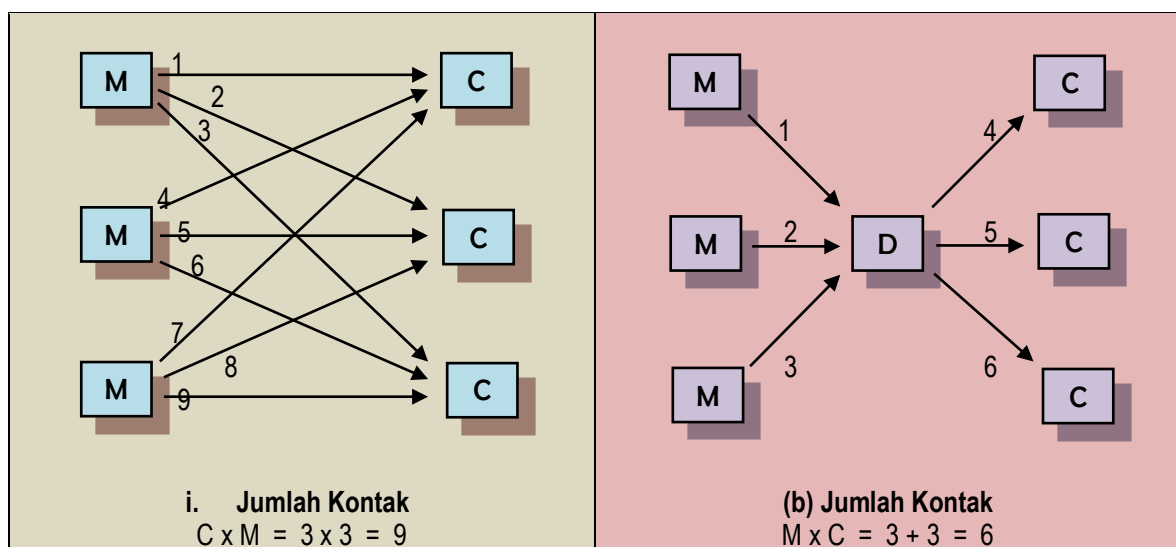 M
1
C
2
3
M
4
5
C
6
M
7
8
C
9
i. Jumlah Kontak
C x M = 3 x 3 = 9
M
1
4
C
M
2
D
5
C
M
3
6
C
(b) Jumlah Kontak
M x C = 3 + 3 = 6